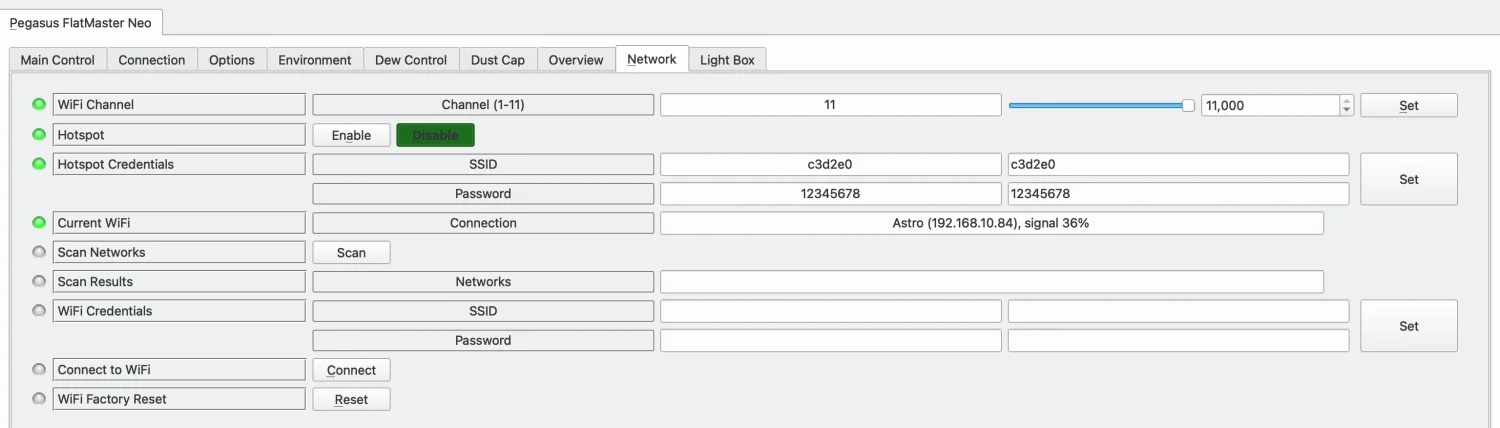 Pegasus FlatMaster Neo
Main Control Connection Options Environment Dew Control Dust Cap Overview Network Light Box
WiFi Channel Channel (1-11) 11 11,000 Set
Hotspot Enable Disable
Hotspot Credentials SSID c3d2e0 c3d2e0 Set
Password 12345678 12345678
Current WiFi Connection Astro (192.168.10.84), signal 36%
Scan Networks Scan
Scan Results Networks
WiFi Credentials SSID Set
Password
Connect to WiFi Connect
WiFi Factory Reset Reset